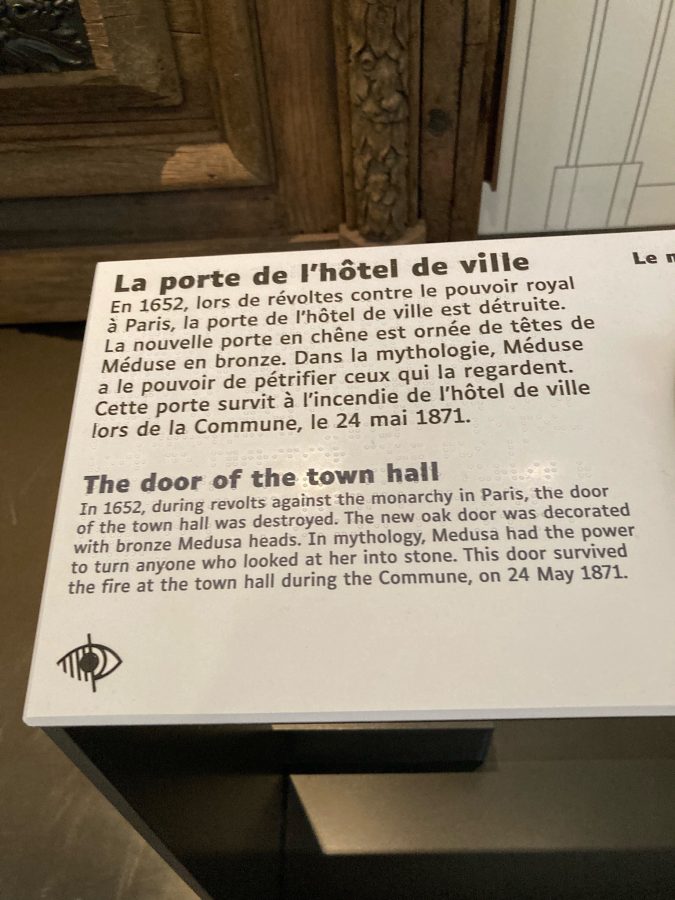 La porte de l'hôtel de ville
En 1652, lors de révoltes contre le pouvoir royal
à Paris, la porte de l'hôtel de ville est détruite.
La nouvelle porte en chêne est ornée de têtes de
Méduse en bronze. Dans la mythologie, Méduse
a le pouvoir de pétrifier ceux qui la regardent.
Cette porte survit à l'incendie de l'hôtel de ville
lors de la Commune, le 24 mai 1871.
The door of the town hall
In 1652, during revolts against the monarchy in Paris, the door
of the town hall was destroyed. The new oak door was decorated
with bronze Medusa heads. In mythology, Medusa had the power
to turn anyone who looked at her into stone. This door survived
the fire at the town hall during the Commune, on 24 May 1871.
Le